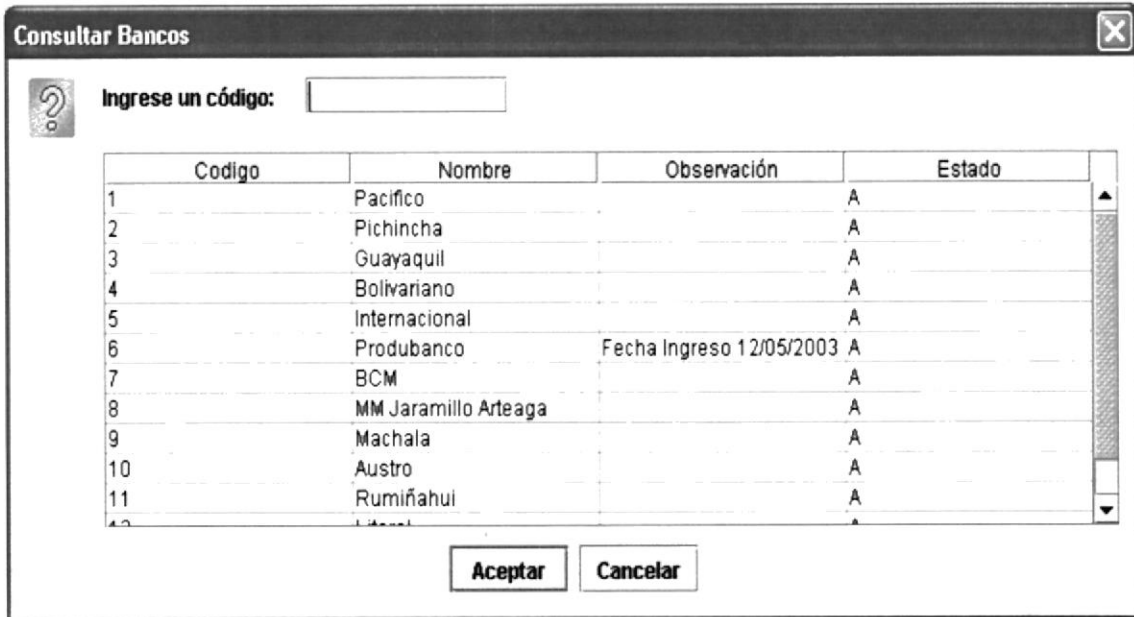 Consultar Bancos
Ingrese un código:
Codigo Nombre Observación Estado
1 Pacifico A
2 Pichincha A
3 Guayaquil A
4 Bolivariano A
5 Internacional A
6 Produbanco Fecha Ingreso 12/05/2003 A
7 BCM A
8 MM Jaramillo Arteaga A
9 Machala A
10 Austro A
11 Rumiñahui A
Aceptar Cancelar